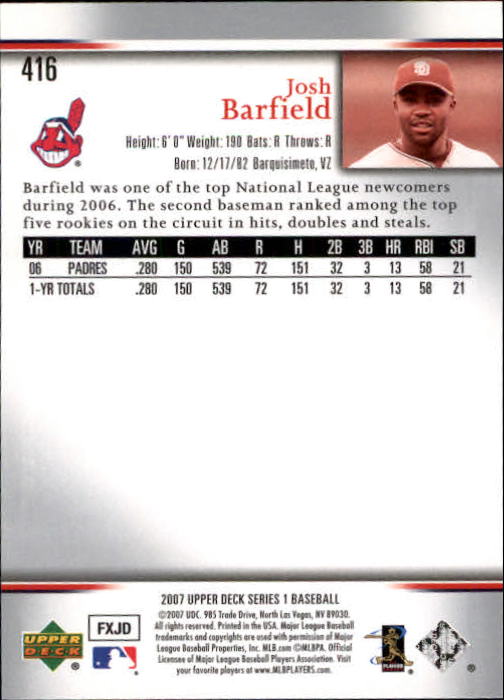 416
Josh
Barfield
Height: 6' 0" Weight: 190 Bats: R Throws: R
Born: 12/17/82 Barquisimeto, VZ
Barfield was one of the top National League newcomers
during 2006. The second baseman ranked among the top
five rookies on the circuit in hits, doubles and steals.
YR TEAM AVG G AB R H 2B 3B HR RBI SB
06 PADRES .280 150 539 72 151 32 3 13 58 21
1-YR TOTALS .280 150 539 72 151 32 3 13 58 21
2007 UPPER DECK SERIES 1 BASEBALL
©2007 UDC. 985 Trade Drive, North Las Vegas, NV 89030.
All rights reserved. Printed in the USA. Major League Baseball
trademarks and copyrights are used with permission of Major
League Baseball Properties, Inc. MLB.com ©MLBPA. Official
Licensee of Major League Baseball Players Association. Visit
your favorite players at www.MLBPLAYERS.com.
FXJD
UPPER
DECK
PLAYERS